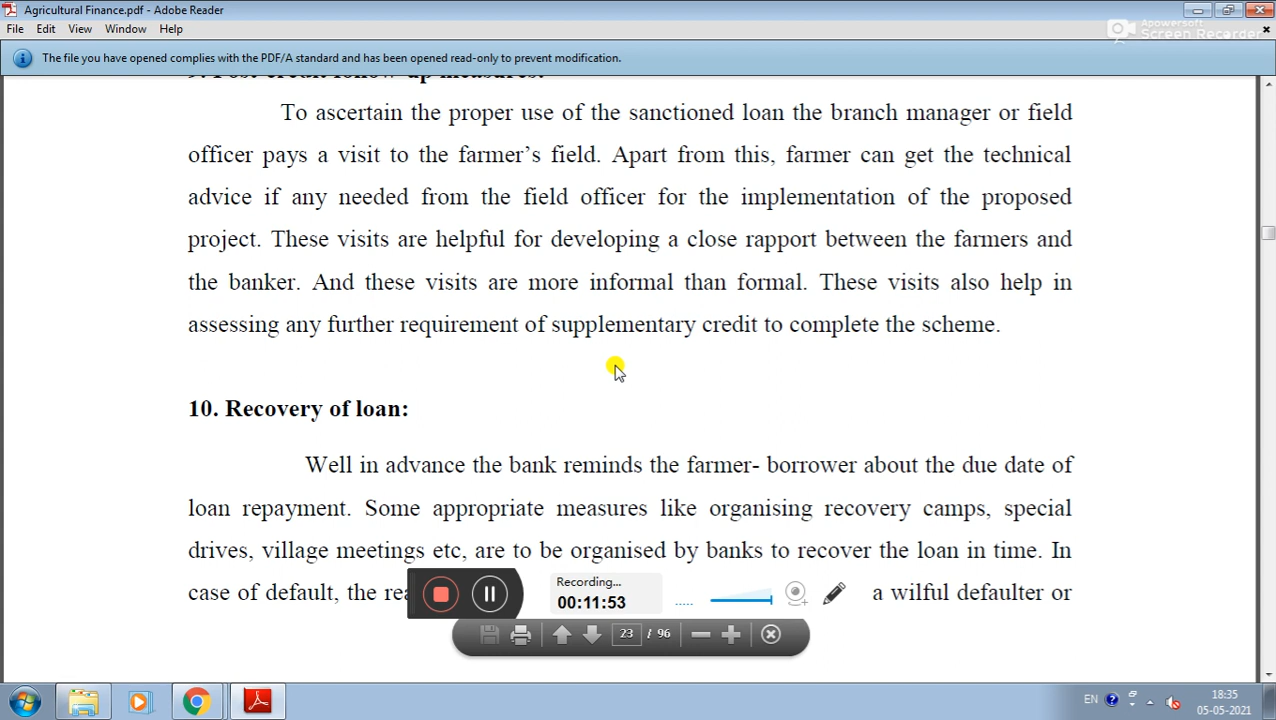 Agricultural Finance.pdf - Adobe Reader
File Edit View Window Help
Apowersoft
Screen Recorder
The file you have opened complies with the PDF/A standard and has been opened read-only to prevent modification.
9. Post-credit follow-up measures:
To ascertain the proper use of the sanctioned loan the branch manager or field
officer pays a visit to the farmer's field. Apart from this, farmer can get the technical
advice if any needed from the field officer for the implementation of the proposed
project. These visits are helpful for developing a close rapport between the farmers and
the banker. And these visits are more informal than formal. These visits also help in
assessing any further requirement of supplementary credit to complete the scheme.
10. Recovery of loan:
Well in advance the bank reminds the farmer- borrower about the due date of
loan repayment. Some appropriate measures like organising recovery camps, special
drives, village meetings etc, are to be organised by banks to recover the loan in time. In
case of default, the a wilful defaulter or
Recording...
00:11:53
23 / 96
EN
18:35
05-05-2021